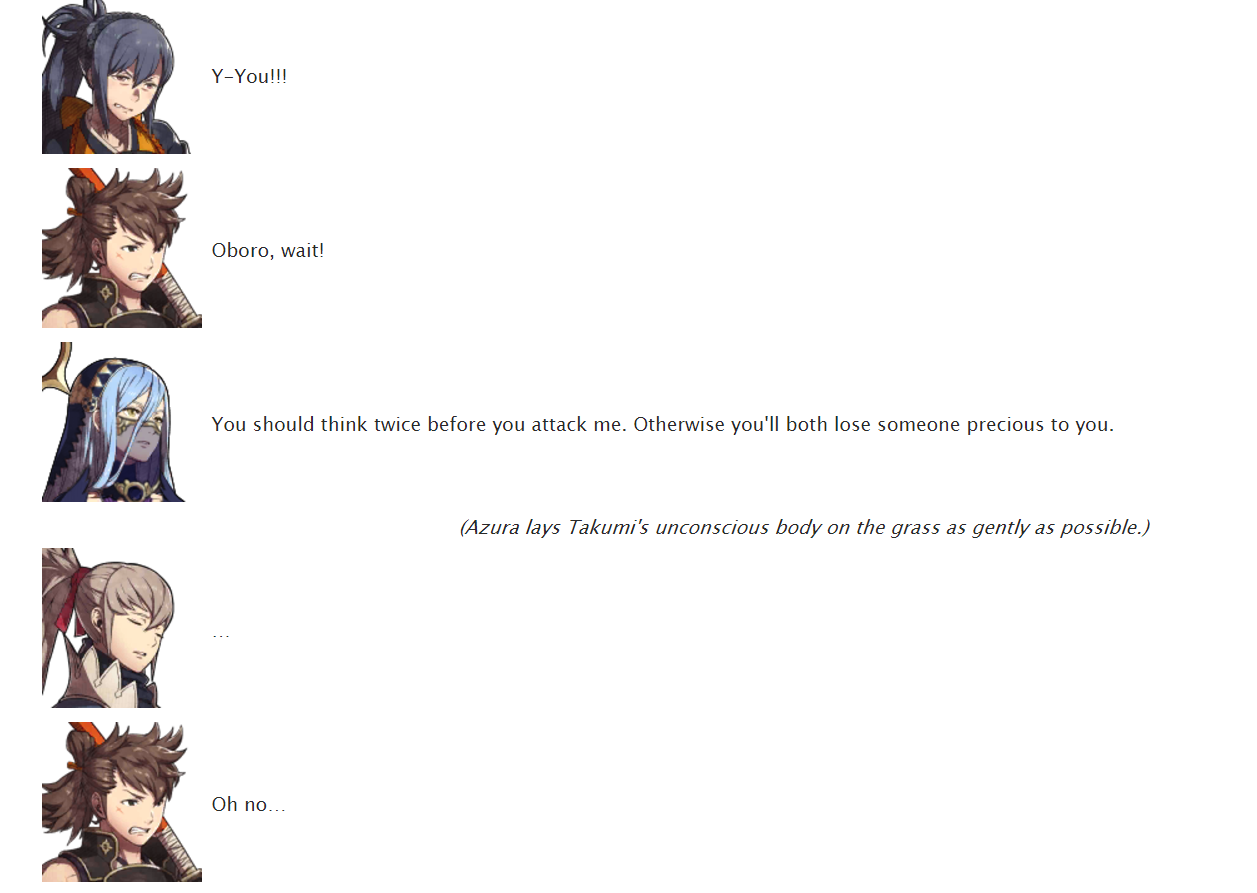 Y-You!!!
Oboro, wait!
You should think twice before you attack me. Otherwise you'll both lose someone precious to you.
(Azura lays Takumi's unconscious body on the grass as gently as possible.)
…
Oh no…